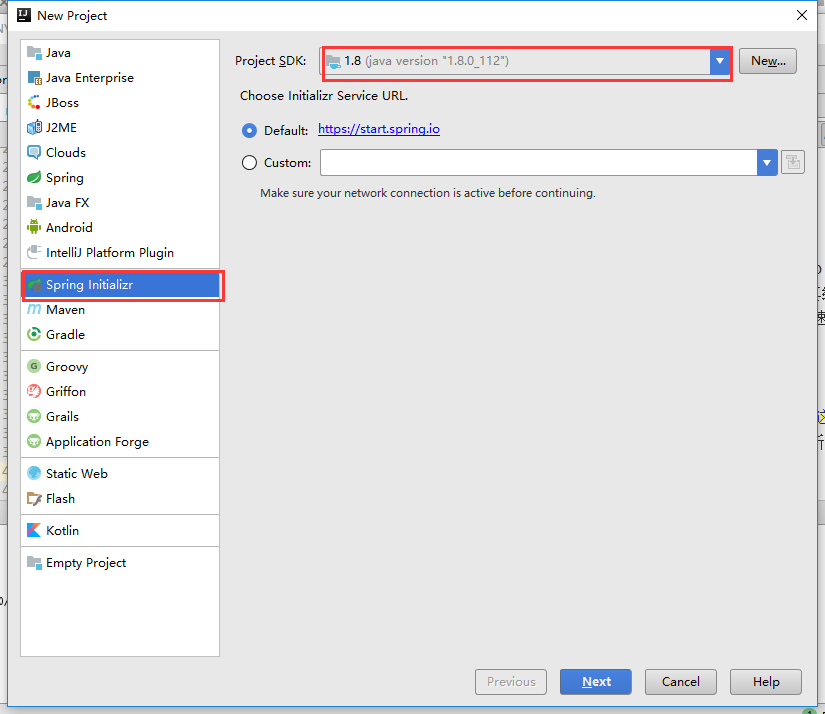 New Project
Java
Java Enterprise
JBoss
J2ME
Clouds
Spring
Java FX
Android
IntelliJ Platform Plugin
Spring Initializr
Maven
Gradle
Groovy
Griffon
Grails
Application Forge
Static Web
Flash
Kotlin
Empty Project
Project SDK: 1.8 (java version "1.8.0_112") New...
Choose Initializr Service URL.
Default: https://start.spring.io
Custom:
Make sure your network connection is active before continuing.
Previous Next Cancel Help